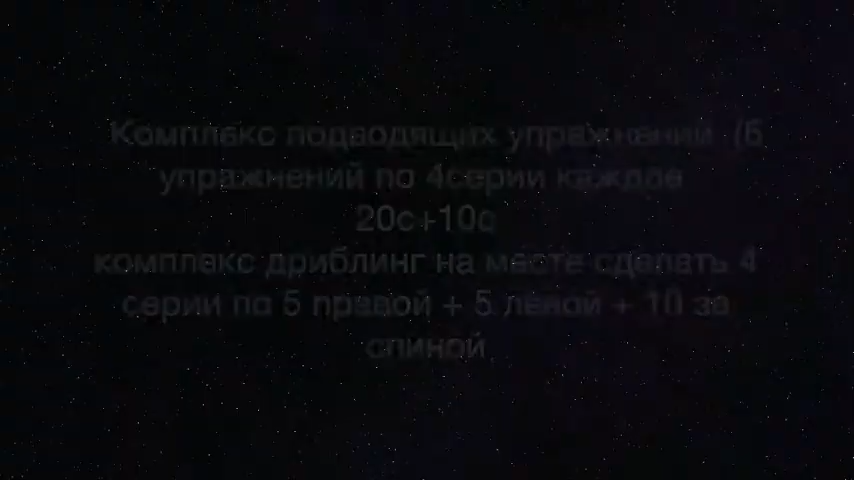 Комплекс подводящих упражнений (6
упражнений по 4серии каждое
20с+10с
комплекс дриблинг на месте сделать 4
серии по 5 правой + 5 левой + 10 за
спиной